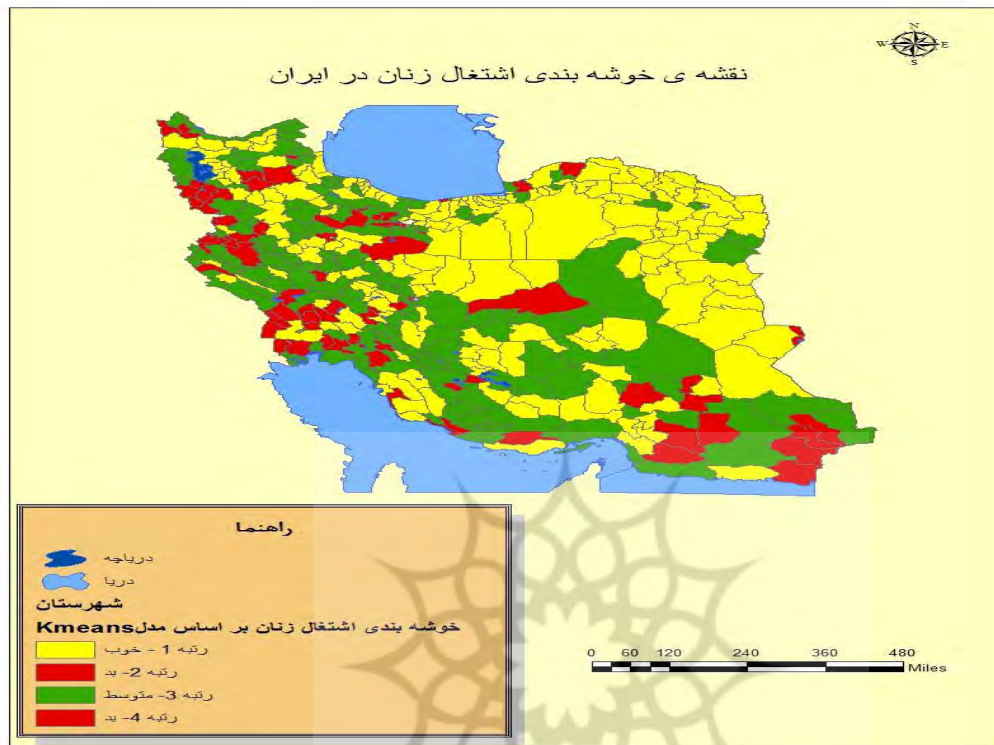 N
W E
S
نقشه ی خوشه بندی اشتغال زنان در ایران
راهنما
دریاچه
دریا
شهرستان
خوشه بندی اشتغال زنان بر اساس مدلKmeans
رتبه 1- خوب
رتبه 2- بد
رتبه 3- متوسط
رتبه 4- بد
0 60 120 240 360 480
Miles